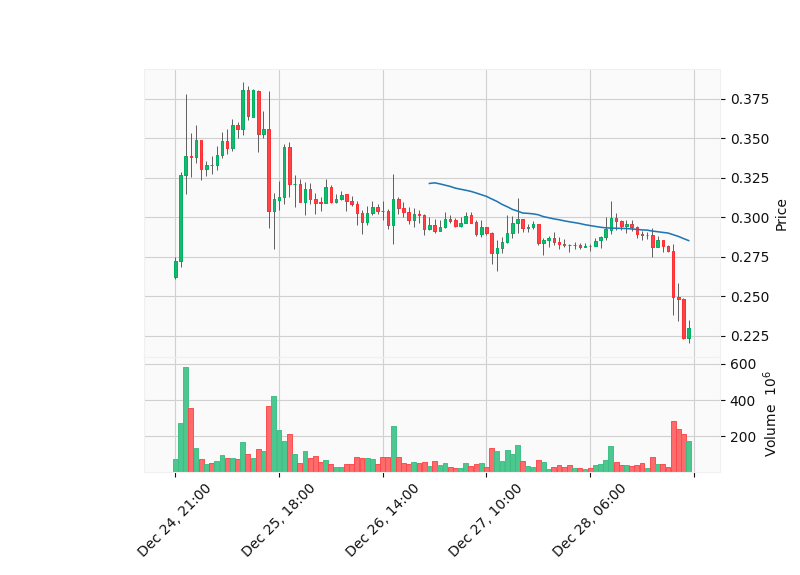 0.375
0.350
0.325
0.300
0.275
0.250
0.225
Price
600
400
200
Volume 10^6
Dec 24, 21:00
Dec 25, 18:00
Dec 26, 14:00
Dec 27, 10:00
Dec 28, 06:00